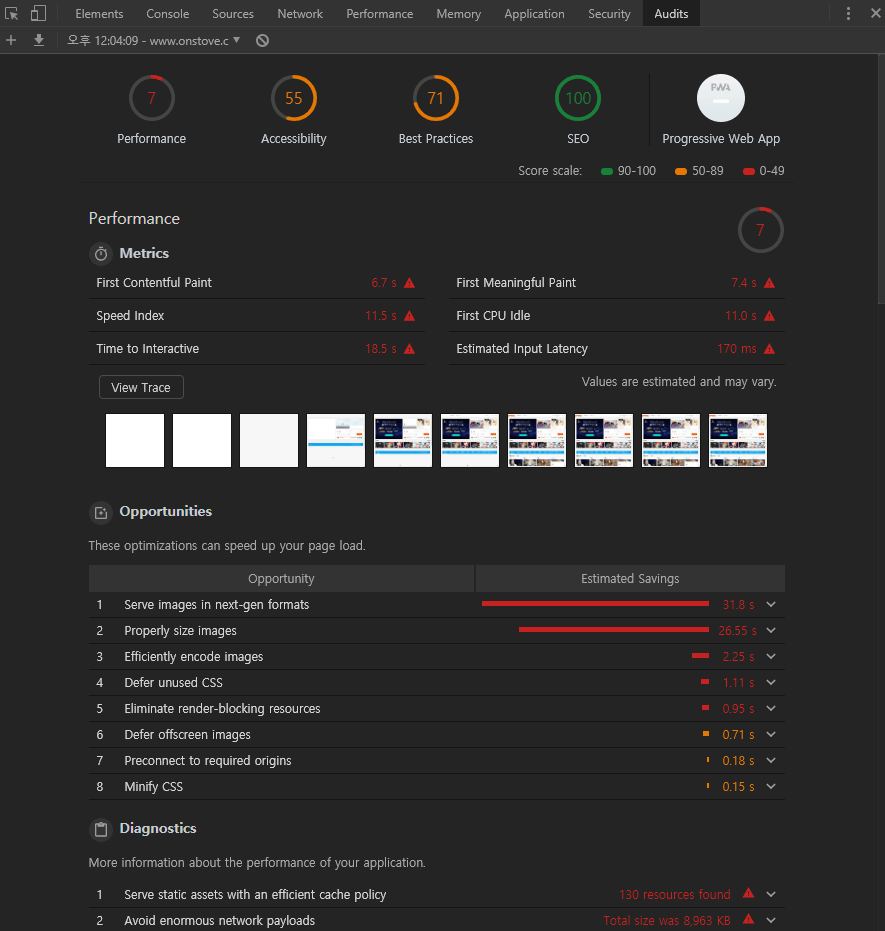 Elements Console Sources Network Performance Memory Application Security Audits
오후 12:04:09 - www.onstove.c
7 55 71 100 PWA
Performance Accessibility Best Practices SEO Progressive Web App
Score scale: 90-100 50-89 0-49
Performance
7
Metrics
First Contentful Paint 6.7 s First Meaningful Paint 7.4 s
Speed Index 11.5 s First CPU Idle 11.0 s
Time to Interactive 18.5 s Estimated Input Latency 170 ms
View Trace Values are estimated and may vary.
Opportunities
These optimizations can speed up your page load.
Opportunity Estimated Savings
1 Serve images in next-gen formats 31.8 s
2 Properly size images 26.55 s
3 Efficiently encode images 2.25 s
4 Defer unused CSS 1.11 s
5 Eliminate render-blocking resources 0.95 s
6 Defer offscreen images 0.71 s
7 Preconnect to required origins 0.18 s
8 Minify CSS 0.15 s
Diagnostics
More information about the performance of your application.
1 Serve static assets with an efficient cache policy 130 resources found
2 Avoid enormous network payloads Total size was 8,963 KB